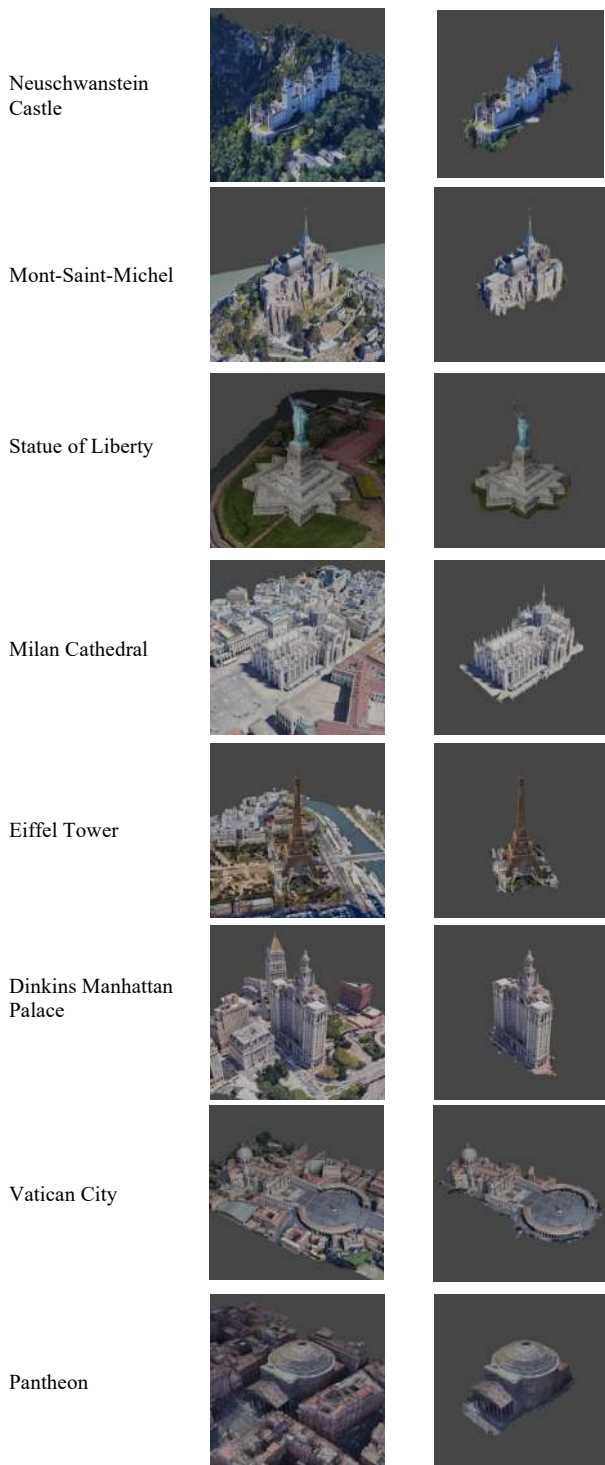 Neuschwanstein
Castle
Mont-Saint-Michel
Statue of Liberty
Milan Cathedral
Eiffel Tower
Dinkins Manhattan
Palace
Vatican City
Pantheon